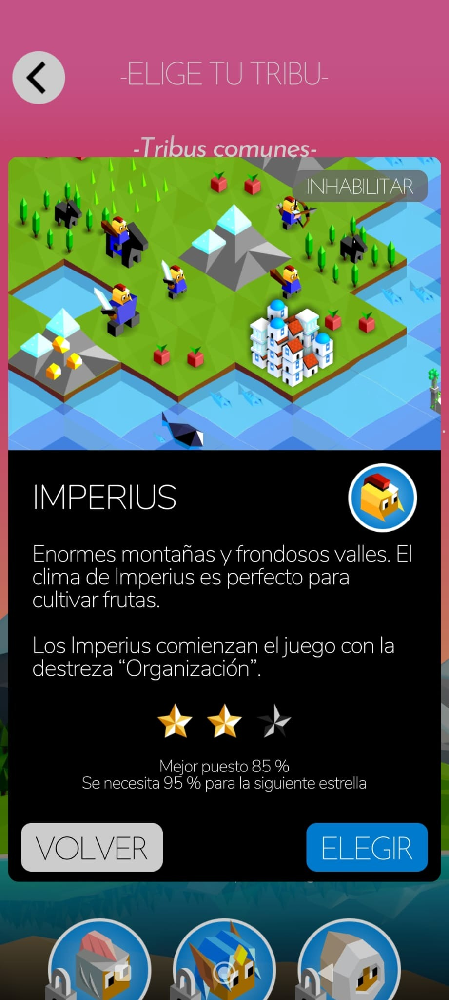 -ELIGE TU TRIBU-
-Tribus comunes-
INHABILITAR
IMPERIUS
Enormes montañas y frondosos valles. El
clima de Imperius es perfecto para
cultivar frutas.
Los Imperius comienzan el juego con la
destreza “Organización”.
Mejor puesto 85 %
Se necesita 95 % para la siguiente estrella
VOLVER
ELEGIR